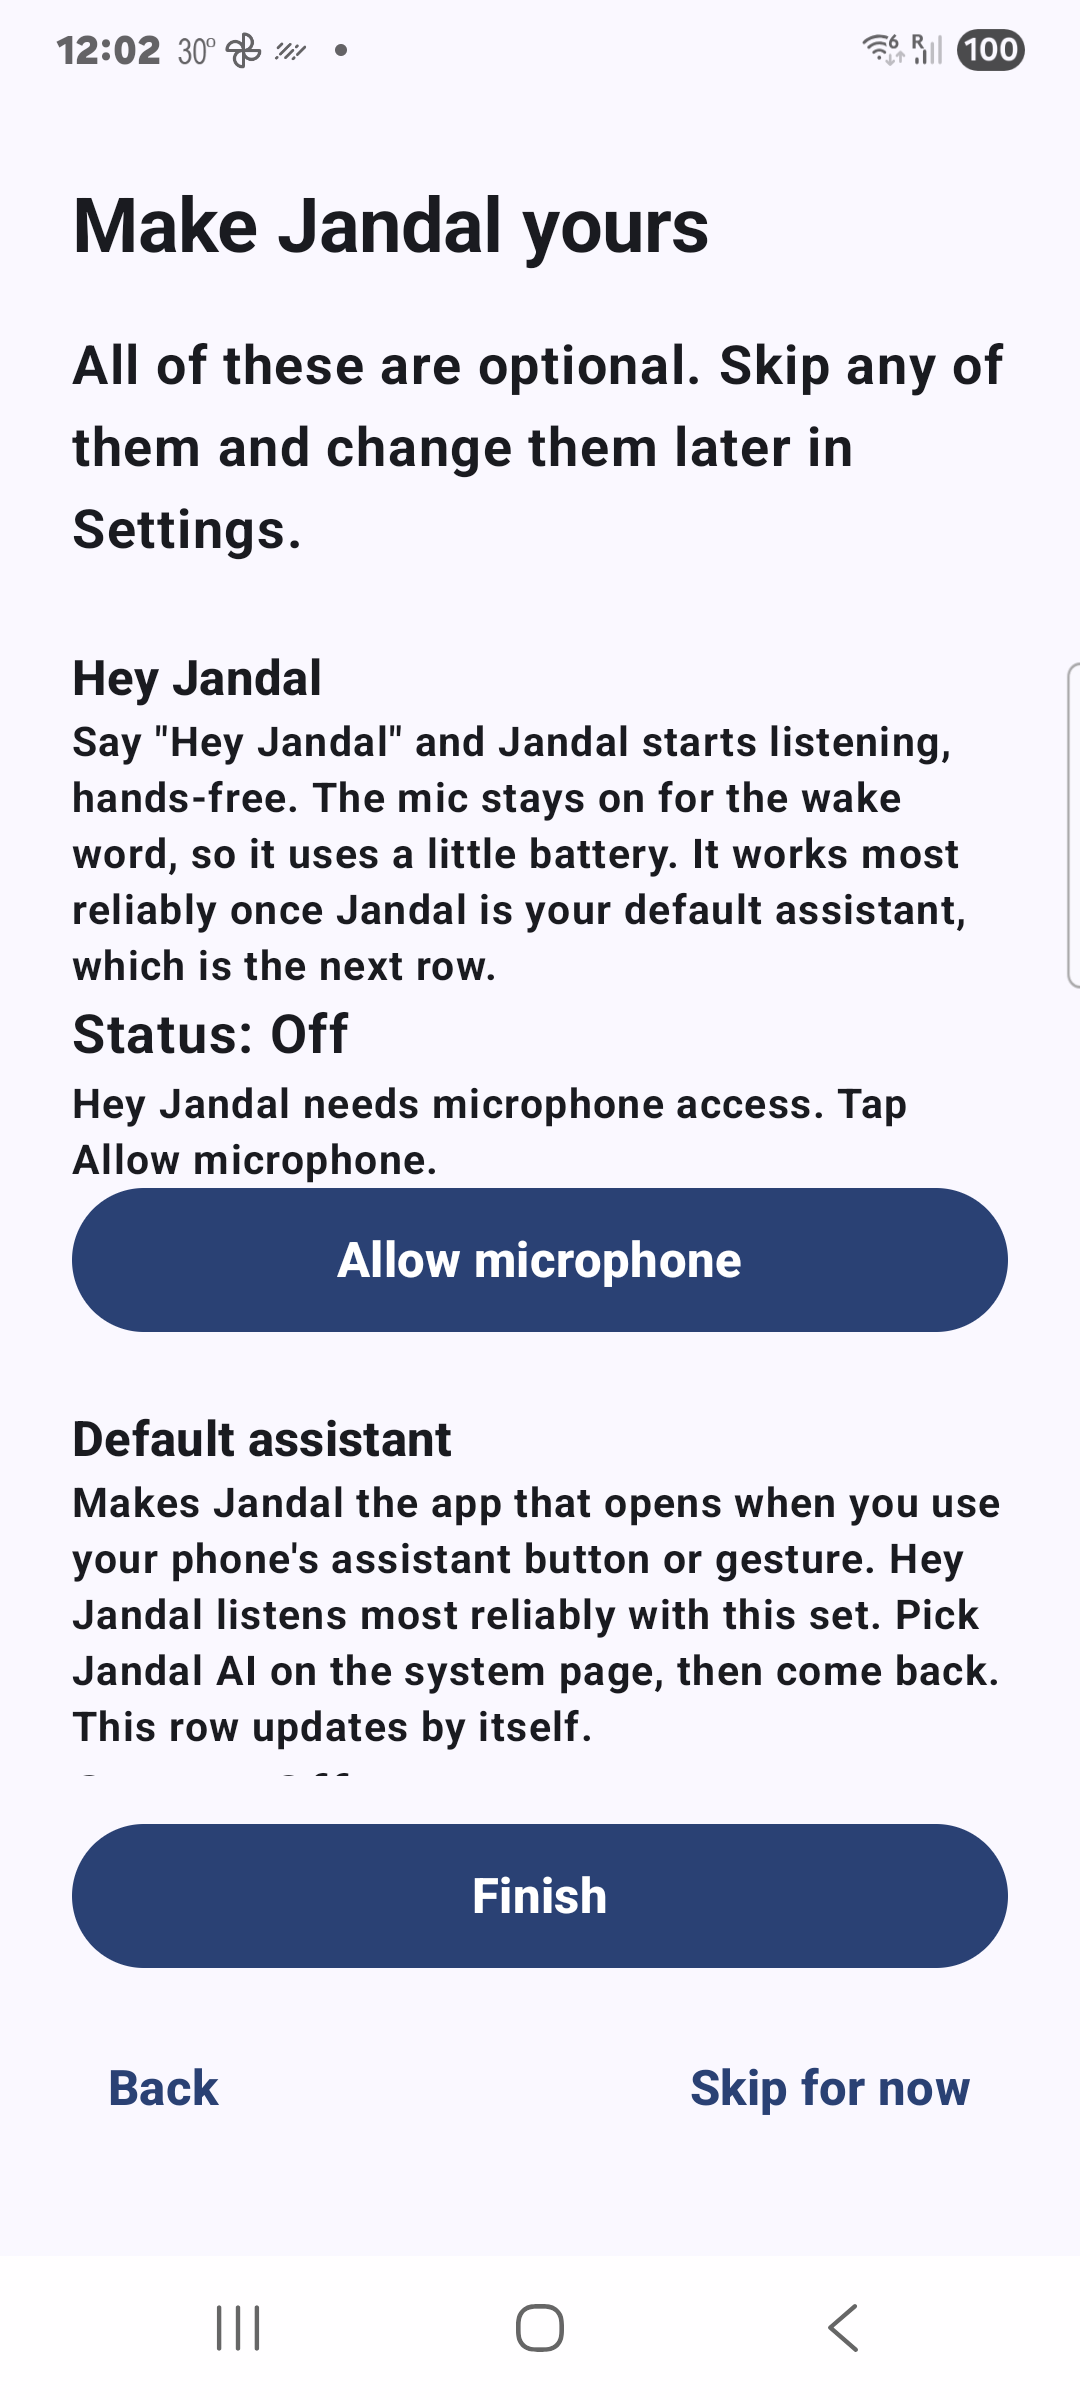 12:02 30° 6 R 100
Make Jandal yours
All of these are optional. Skip any of
them and change them later in
Settings.
Hey Jandal
Say "Hey Jandal" and Jandal starts listening,
hands-free. The mic stays on for the wake
word, so it uses a little battery. It works most
reliably once Jandal is your default assistant,
which is the next row.
Status: Off
Hey Jandal needs microphone access. Tap
Allow microphone.
Allow microphone
Default assistant
Makes Jandal the app that opens when you use
your phone's assistant button or gesture. Hey
Jandal listens most reliably with this set. Pick
Jandal AI on the system page, then come back.
This row updates by itself.
Finish
Back
Skip for now